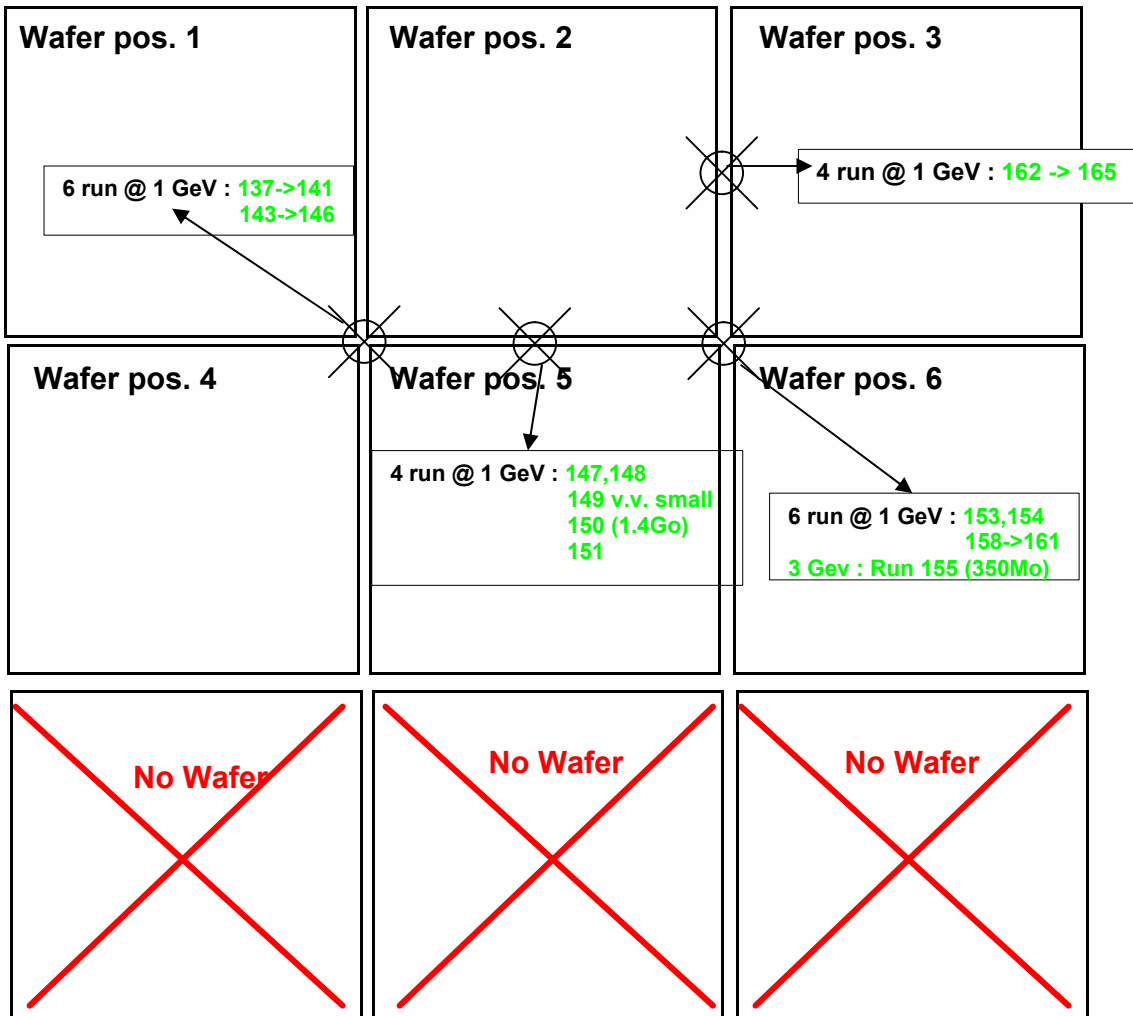 Wafer pos. 1
Wafer pos. 2
Wafer pos. 3
6 run @ 1 GeV : 137->141
143->146
4 run @ 1 GeV : 162 -> 165
Wafer pos. 4
Wafer pos. 5
Wafer pos. 6
4 run @ 1 GeV : 147,148
149 v.v. small
150 (1.4Go)
151
6 run @ 1 GeV : 153,154
158->161
3 Gev : Run 155 (350Mo)
No Wafer
No Wafer
No Wafer